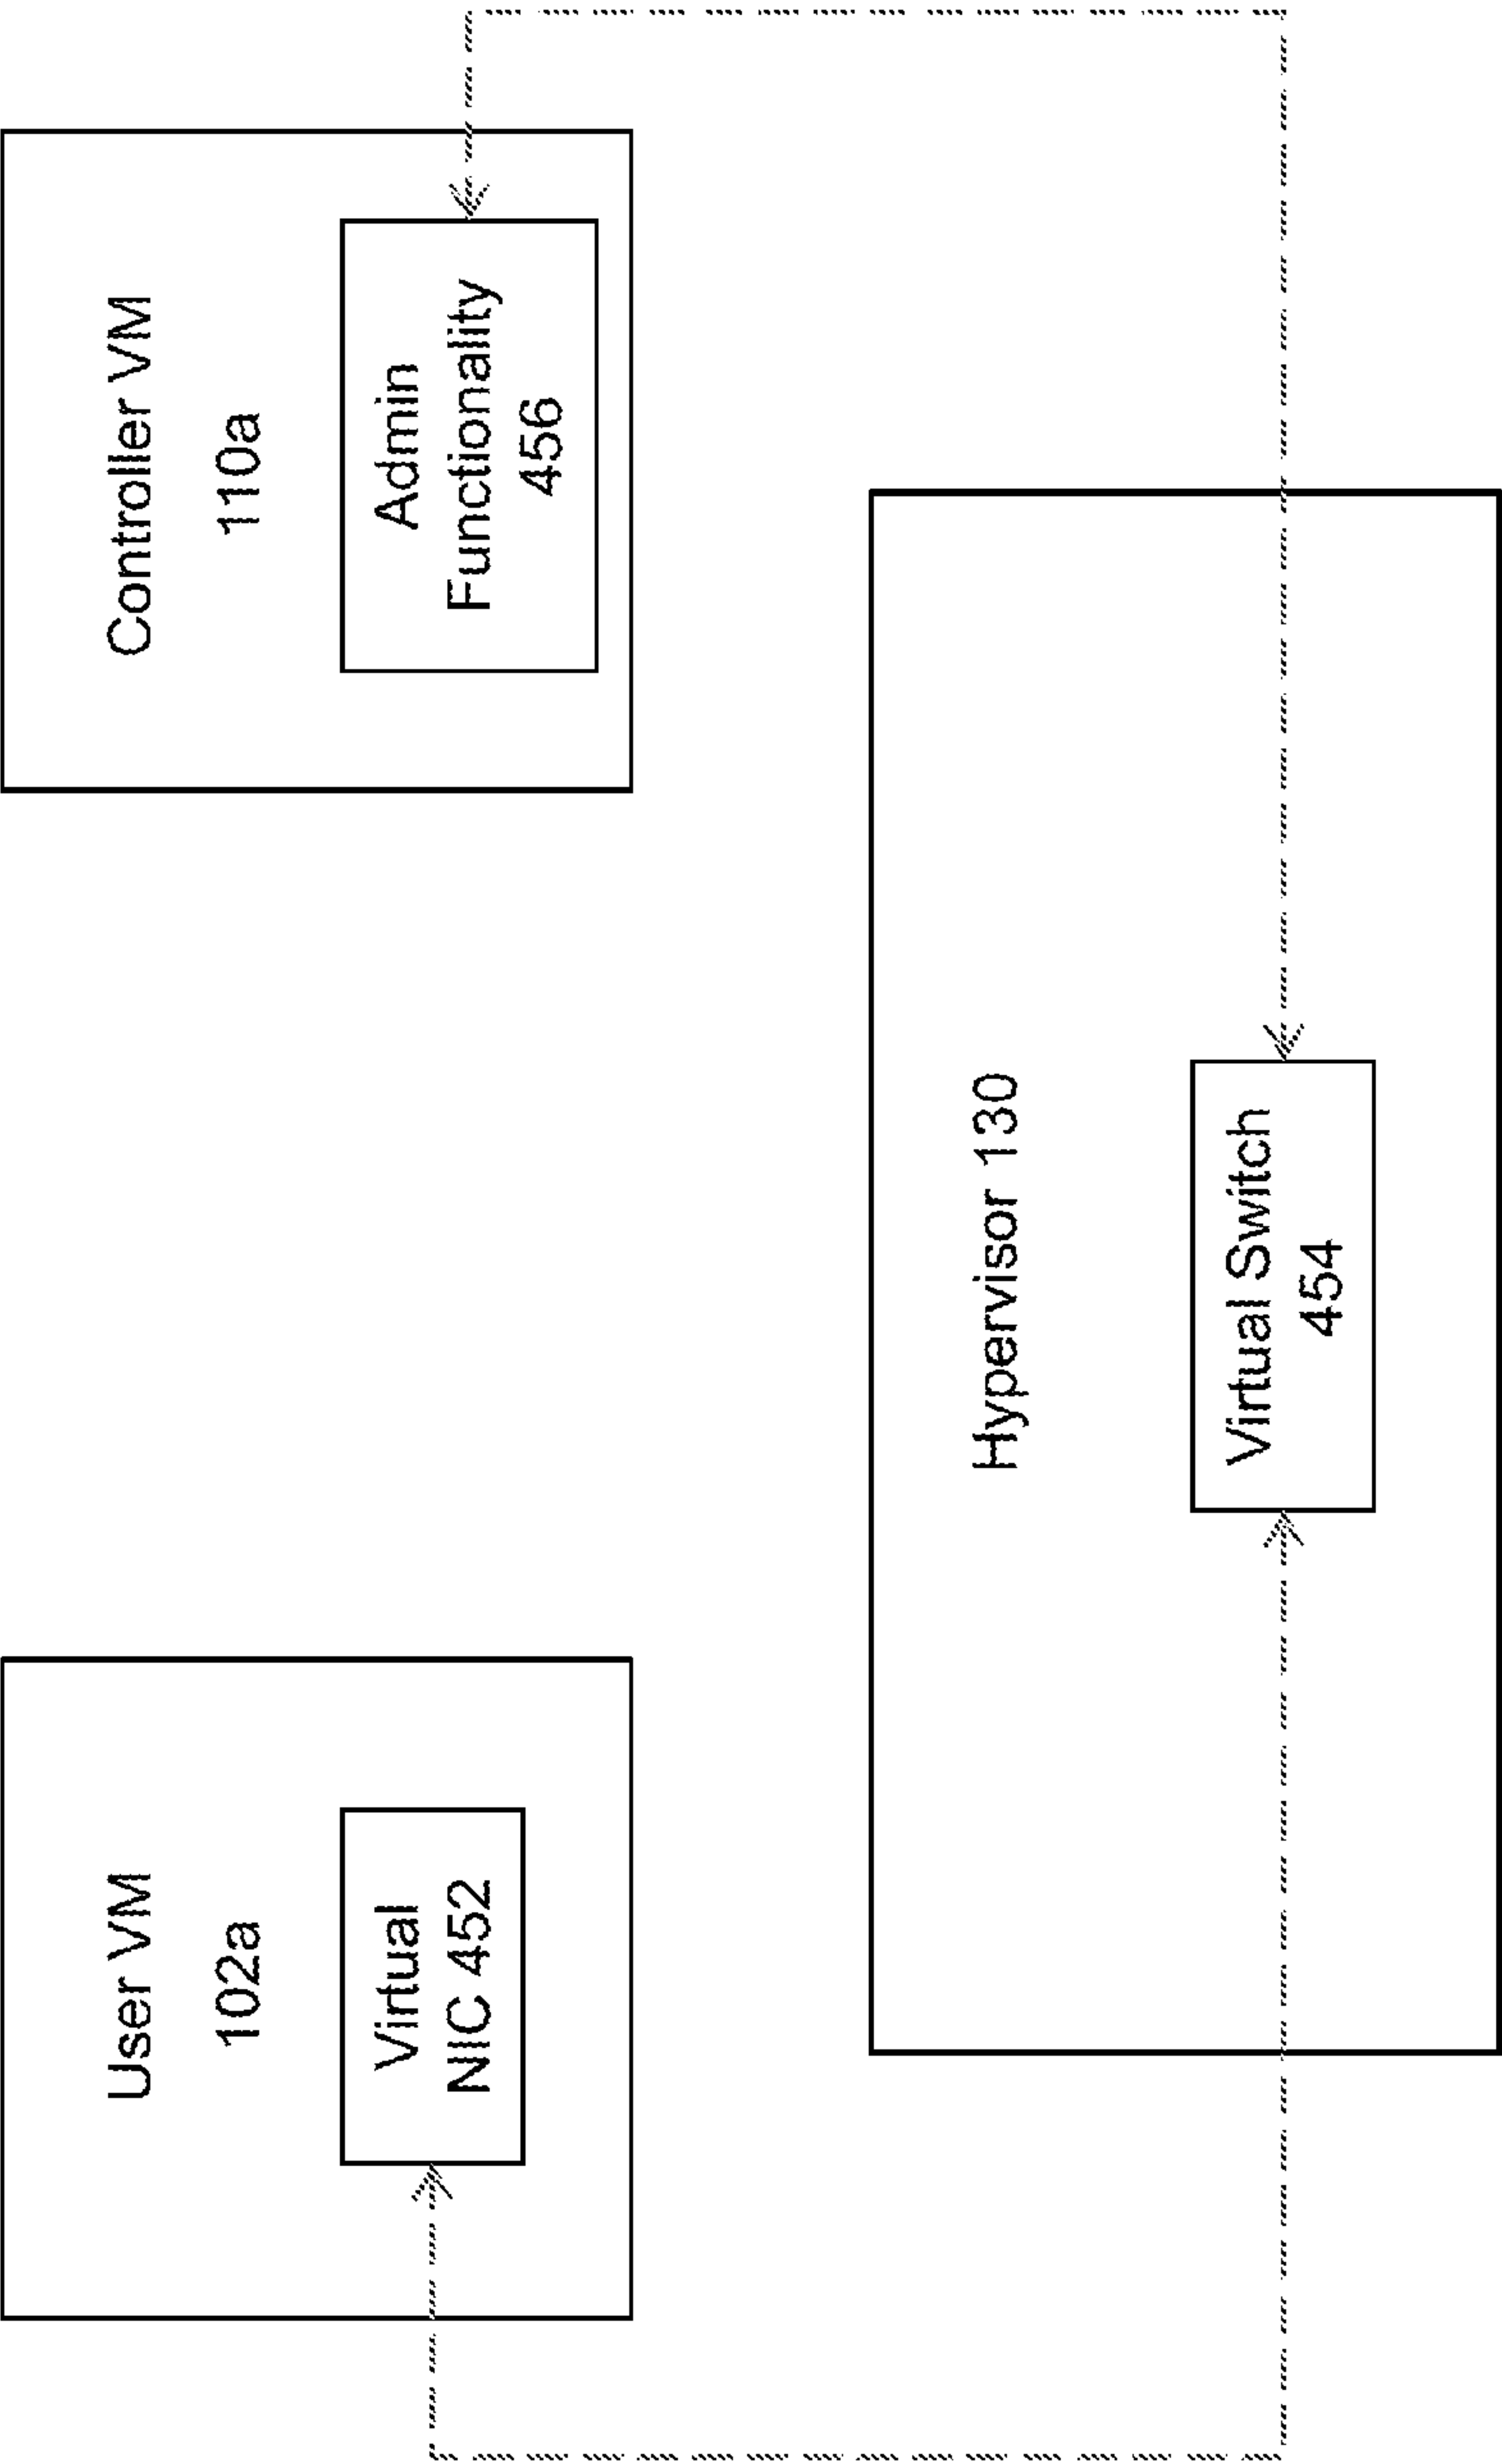 User VM
102a
Virtual
NIC 452
Controller VM
110a
Admin
Functionality
456
Hypervisor 130
Virtual Switch
454